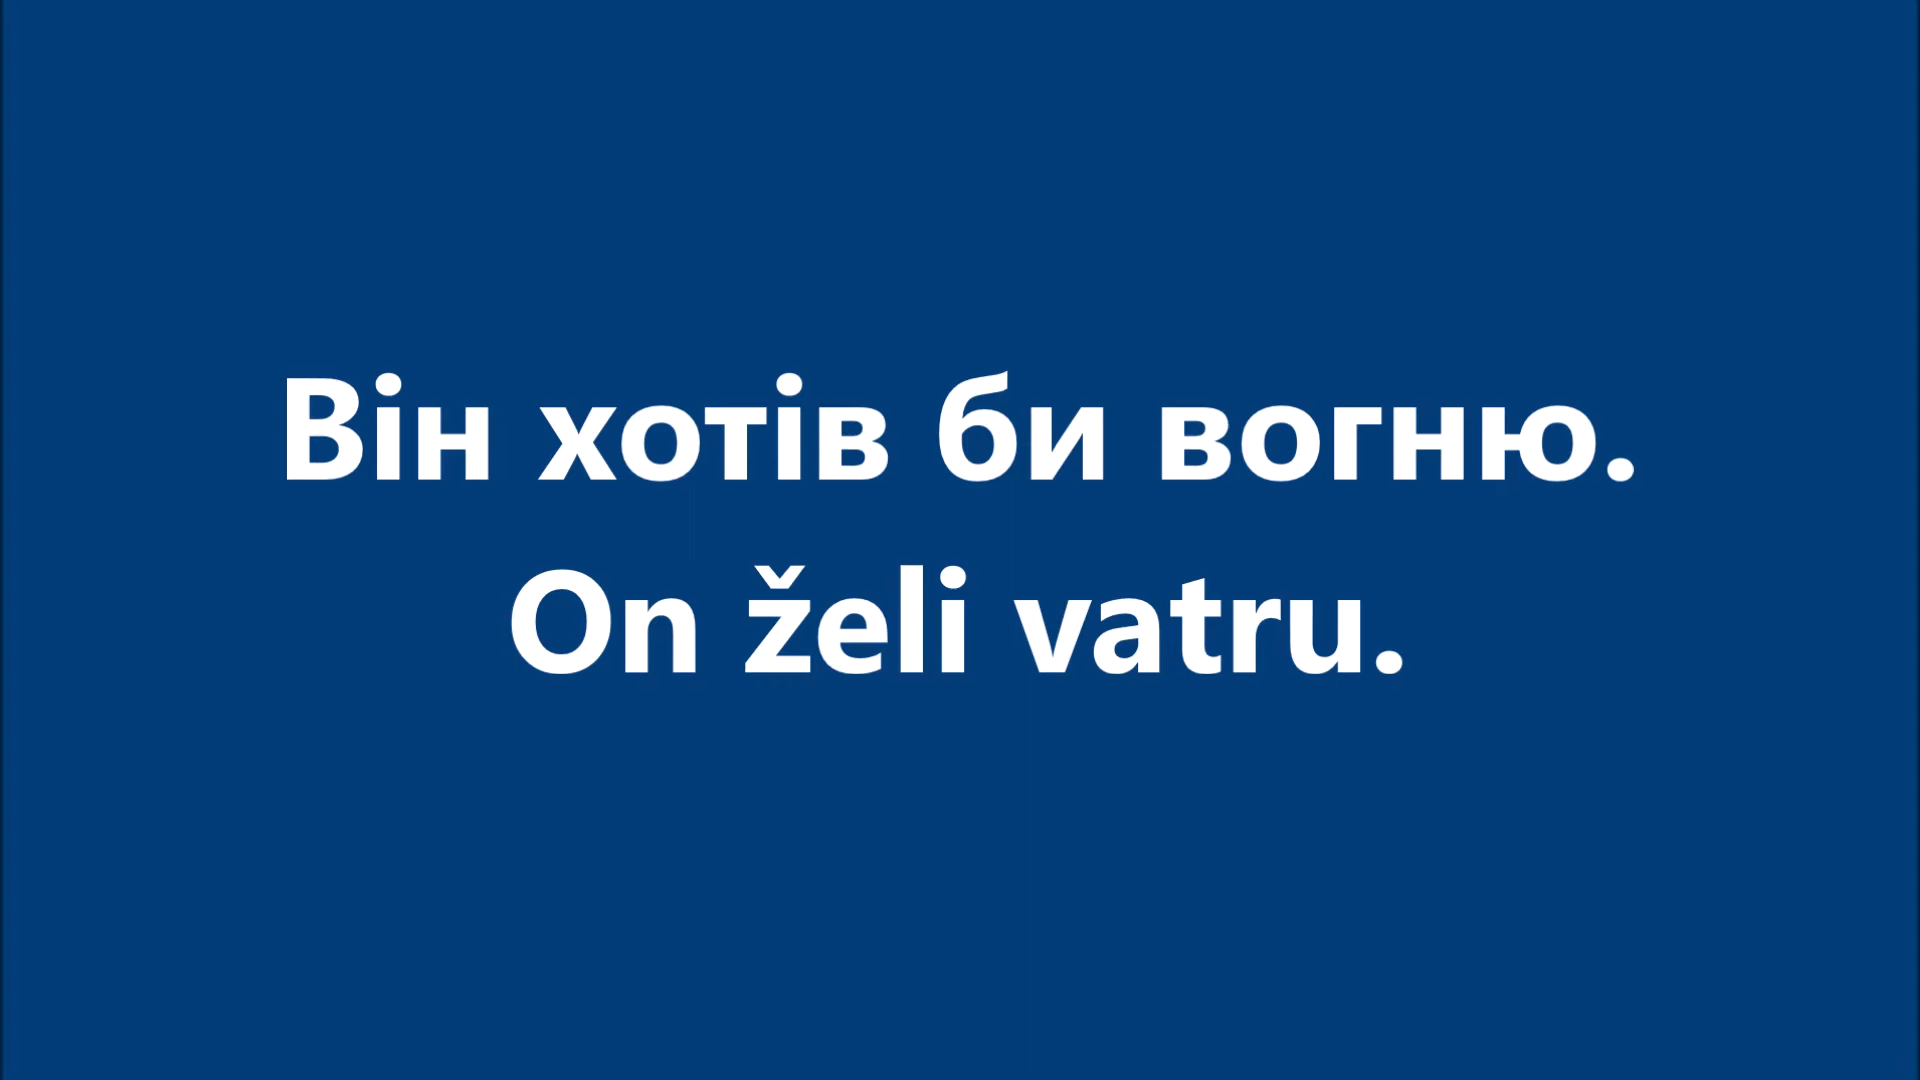 Він хотів би вогню.
On želi vatru.